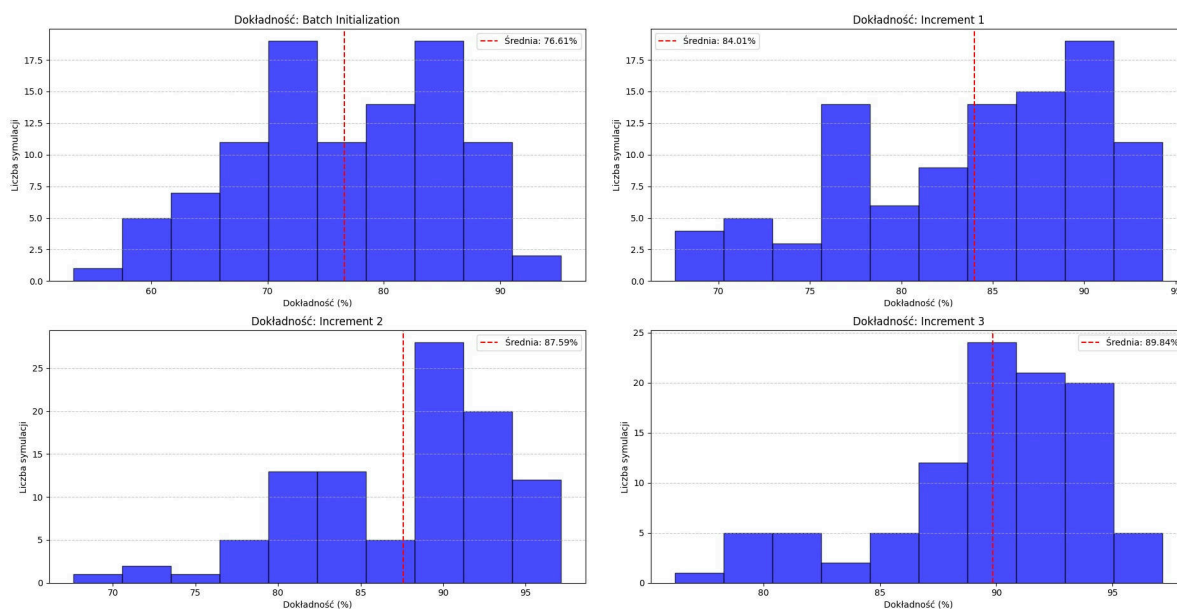 Dokładność: Batch Initialization
Średnia: 76.61%
17.5
15.0
12.5
10.0
7.5
5.0
2.5
0.0
Liczba symulacji
60 70 80 90
Dokładność (%)
Dokładność: Increment 1
Średnia: 84.01%
17.5
15.0
12.5
10.0
7.5
5.0
2.5
0.0
Liczba symulacji
70 75 80 85 90 95
Dokładność (%)
Dokładność: Increment 2
Średnia: 87.59%
25
20
15
10
5
0
Liczba symulacji
70 75 80 85 90 95
Dokładność (%)
Dokładność: Increment 3
Średnia: 89.84%
25
20
15
10
5
0
Liczba symulacji
80 85 90 95
Dokładność (%)